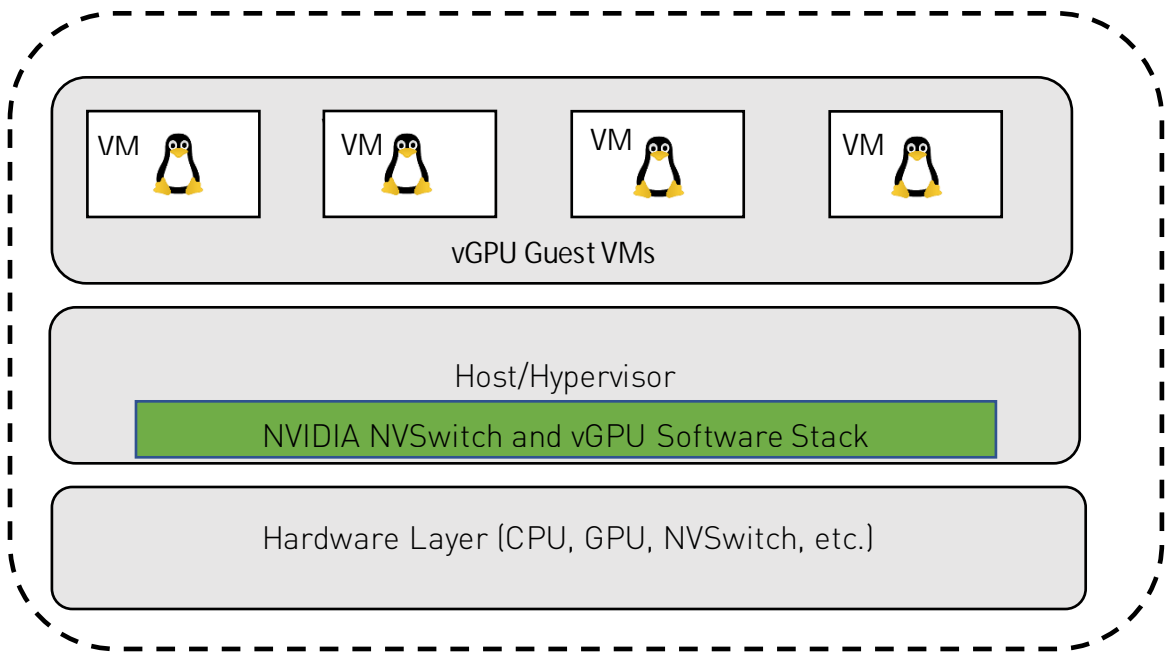 VM
VM
VM
VM
vGPU Guest VMs
Host/Hypervisor
NVIDIA NVSwitch and vGPU Software Stack
Hardware Layer (CPU, GPU, NVSwitch, etc.)